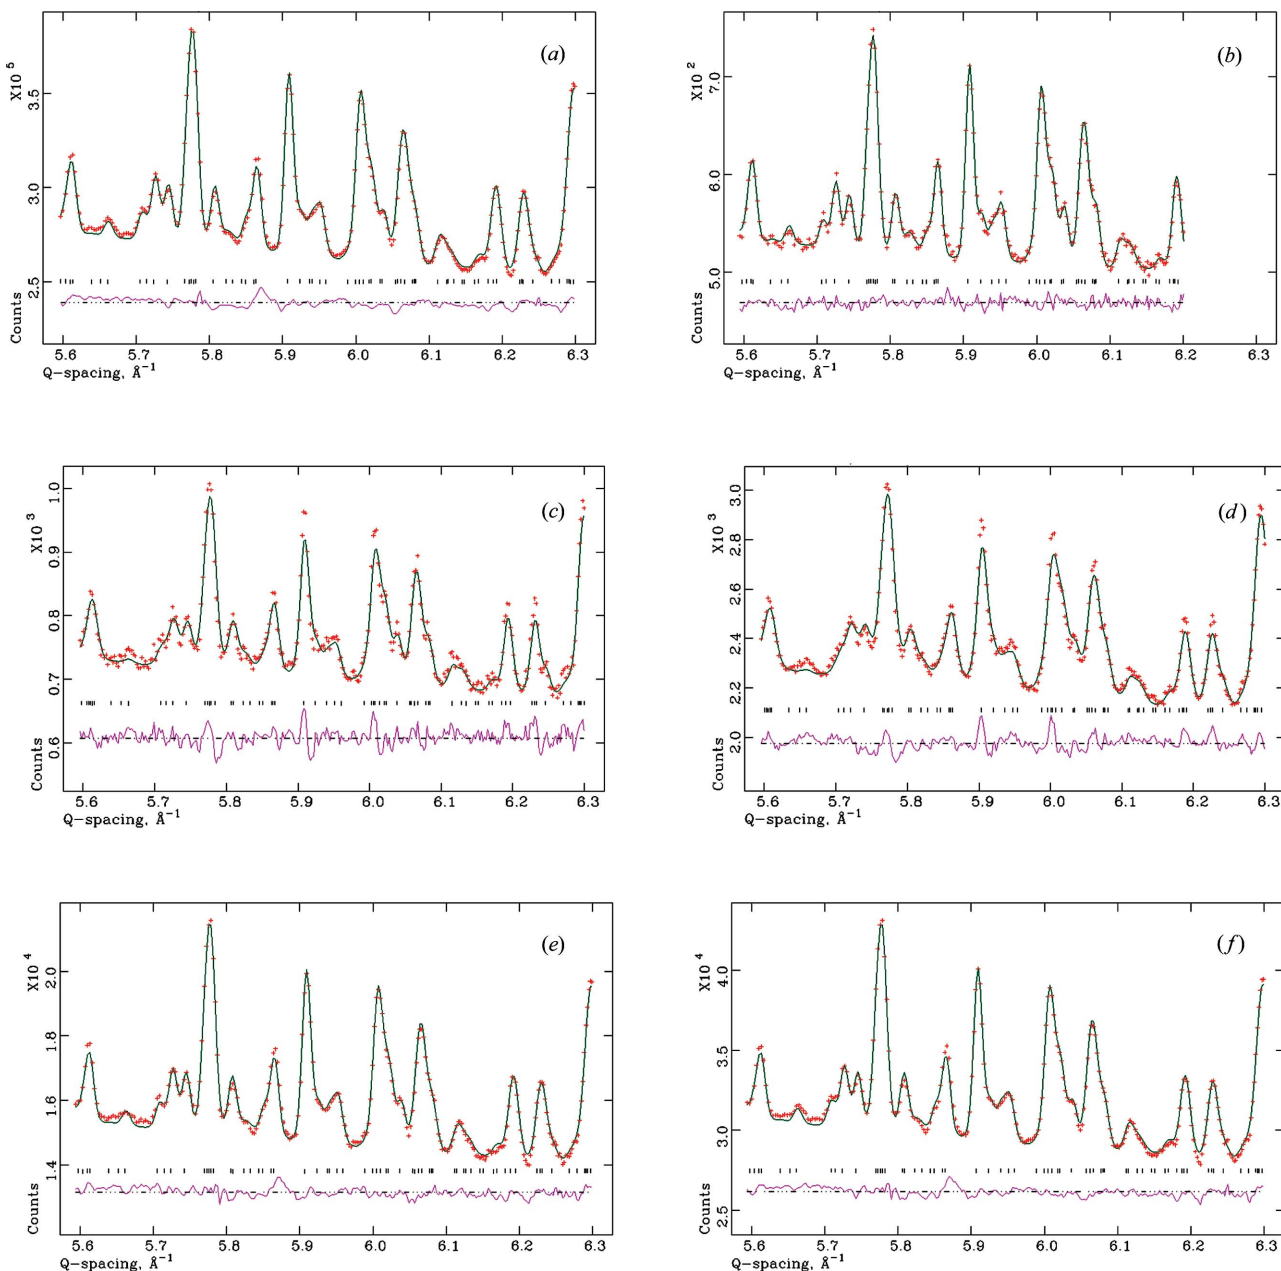 (a)
X10 5
3.5
3.0
2.5
Counts
5.6 5.7 5.8 5.9 6.0 6.1 6.2 6.3
Q-spacing, Å−1
(b)
X10 2
7.0
6.0
5.0
Counts
5.6 5.7 5.8 5.9 6.0 6.1 6.2 6.3
Q-spacing, Å−1
(c)
X10 3
1.0
0.9
0.8
0.7
0.6
Counts
5.6 5.7 5.8 5.9 6.0 6.1 6.2 6.3
Q-spacing, Å−1
(d)
X10 3
3.0
2.8
2.6
2.4
2.2
2.0
Counts
5.6 5.7 5.8 5.9 6.0 6.1 6.2 6.3
Q-spacing, Å−1
(e)
X10 4
2.0
1.8
1.6
1.4
Counts
5.6 5.7 5.8 5.9 6.0 6.1 6.2 6.3
Q-spacing, Å−1
(f)
X10 4
4.0
3.5
3.0
2.5
Counts
5.6 5.7 5.8 5.9 6.0 6.1 6.2 6.3
Q-spacing, Å−1